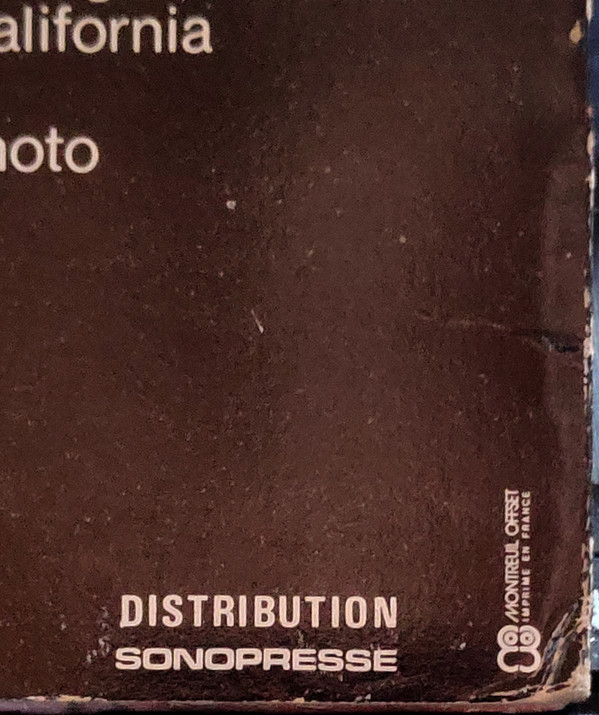 alifornia
hoto
DISTRIBUTION
SONOPRESSE
MONTREUIL OFFSET
IMPRIMÉ EN FRANCE